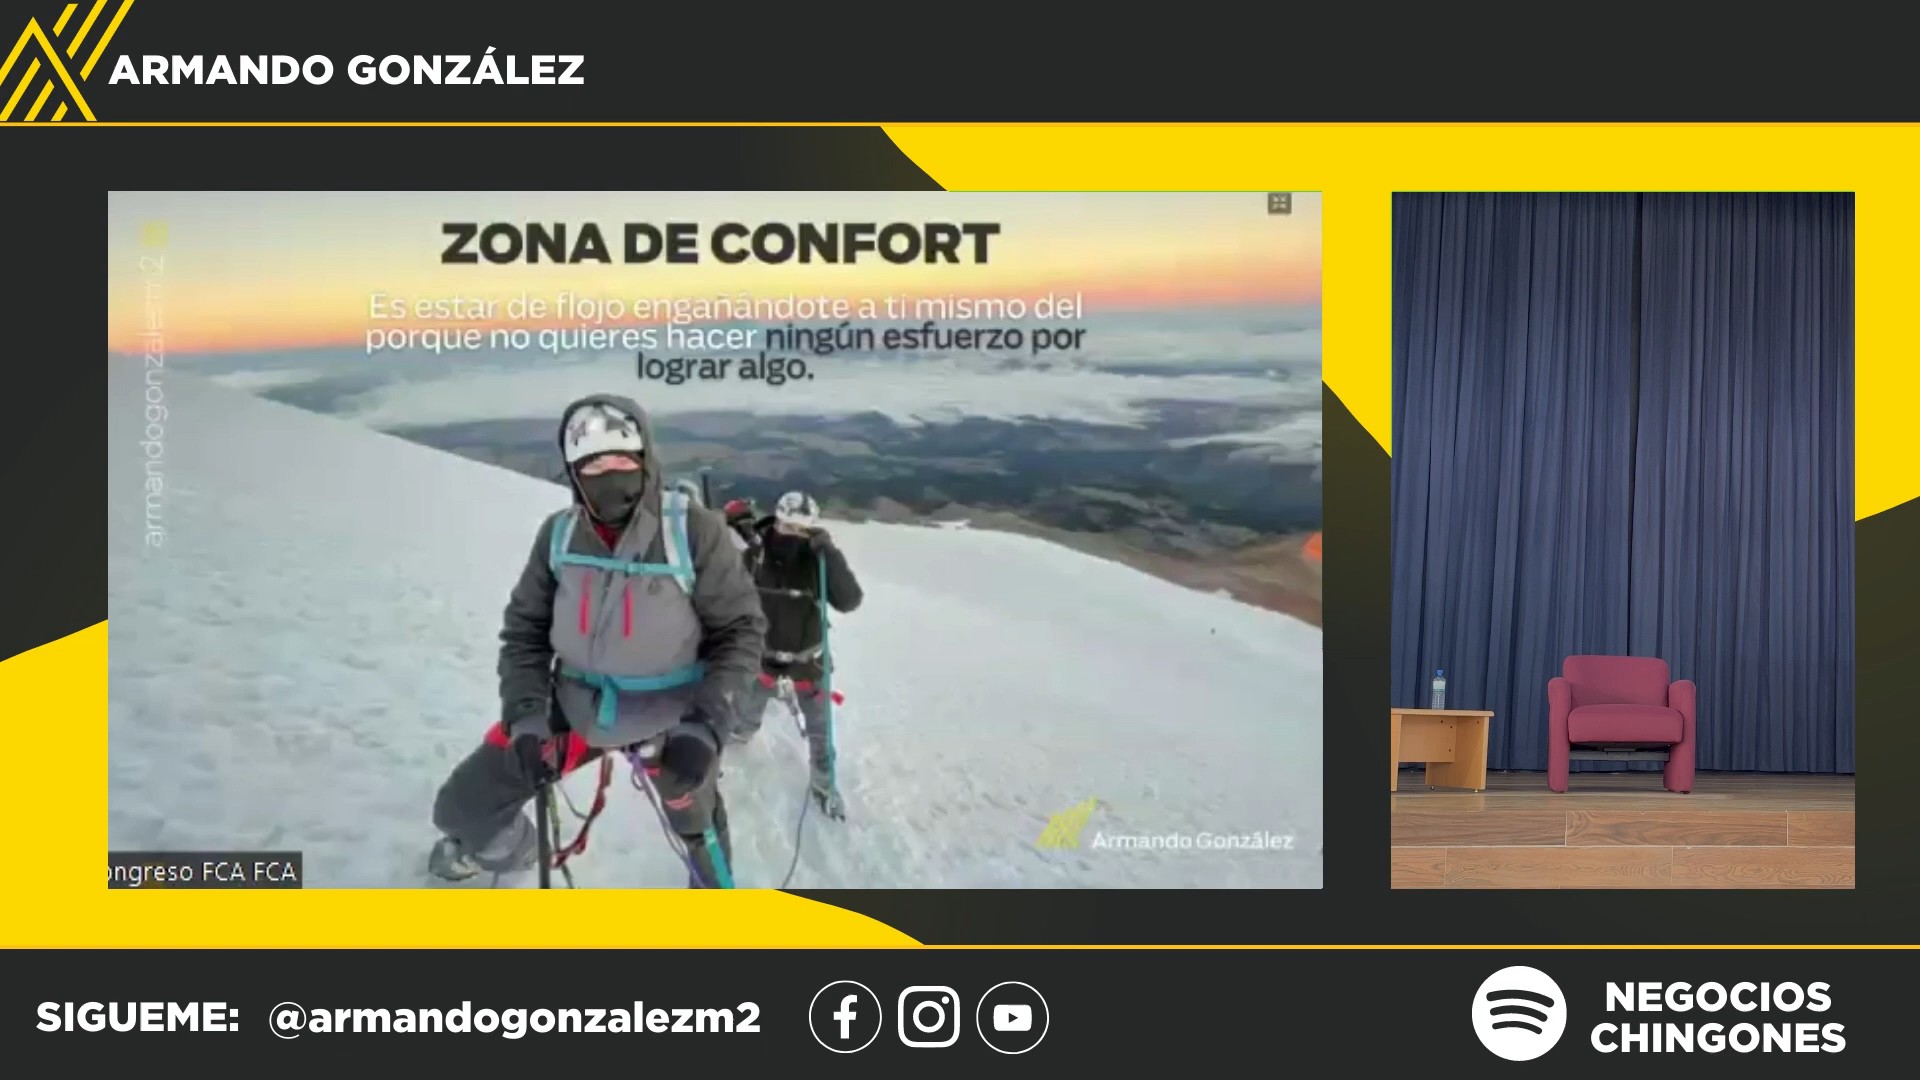 ARMANDO GONZÁLEZ
ZONA DE CONFORT
Es estar de flojo engañándote a ti mismo del
porque no quieres hacer ningún esfuerzo por
lograr algo.
armandogonzalezm2
Armando González
ongreso FCA FCA
SIGUEME: @armandogonzalezm2
NEGOCIOS
CHINGONES